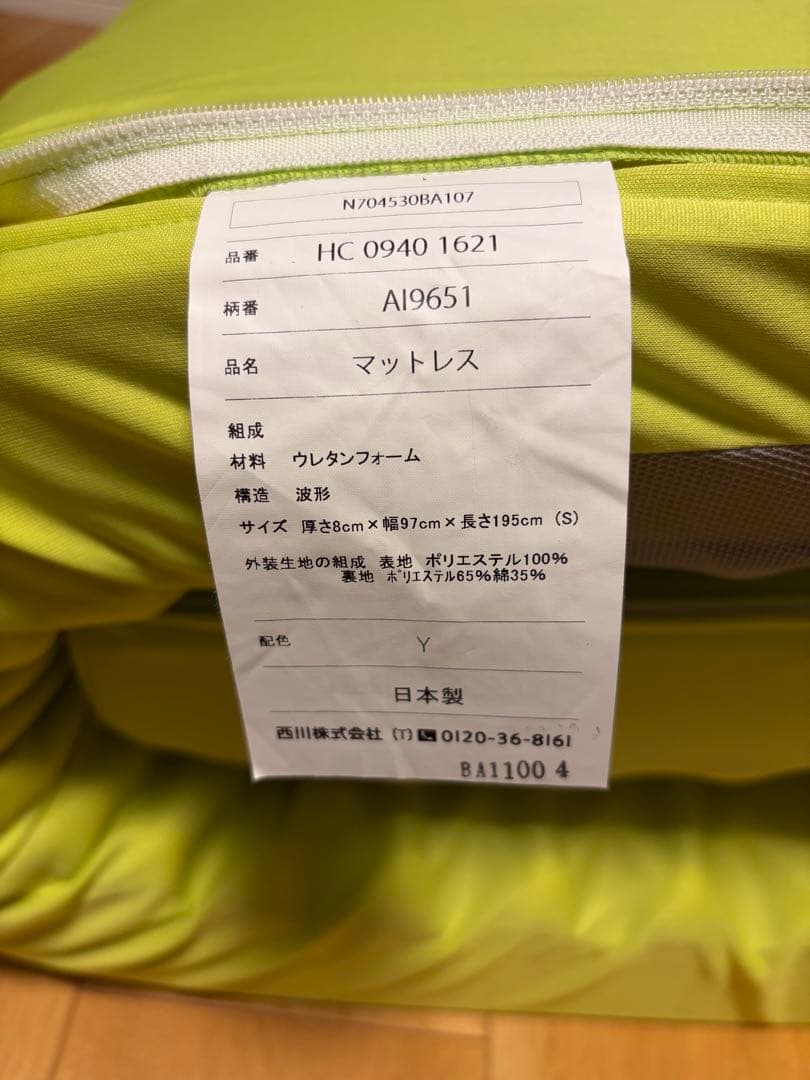 N704530BA107
品番 HC 0940 1621
柄番 AI9651
品名 マットレス
組成
材料 ウレタンフォーム
構造 波形
サイズ 厚さ8cm×幅97cm×長さ195cm (S)
外装生地の組成 表地 ポリエステル100%
裏地 ポリエステル65%綿35%
配色 Y
日本製
西川株式会社 (T) 0120-36-8161
BA1100 4